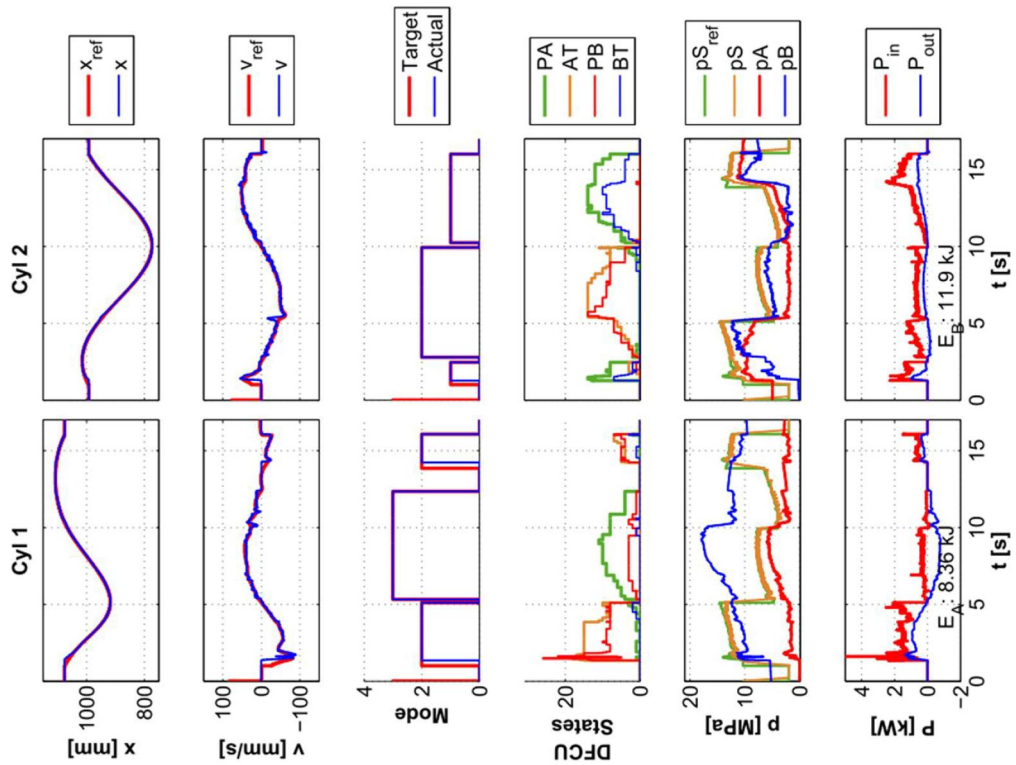 Cyl 1
Cyl 2
x [mm]
1000
800
x_ref
x
v [mm/s]
100
0
-100
v_ref
v
Mode
4
2
0
Target
Actual
DFCU
States
20
0
PA
AT
PB
BT
p [MPa]
20
10
0
pS_ref
pS
pA
pB
P [kW]
4
2
0
-2
E_A: 8.36 kJ
E_B: 11.9 kJ
P_in
P_out
0
5
10
15
0
5
10
15
t [s]
t [s]